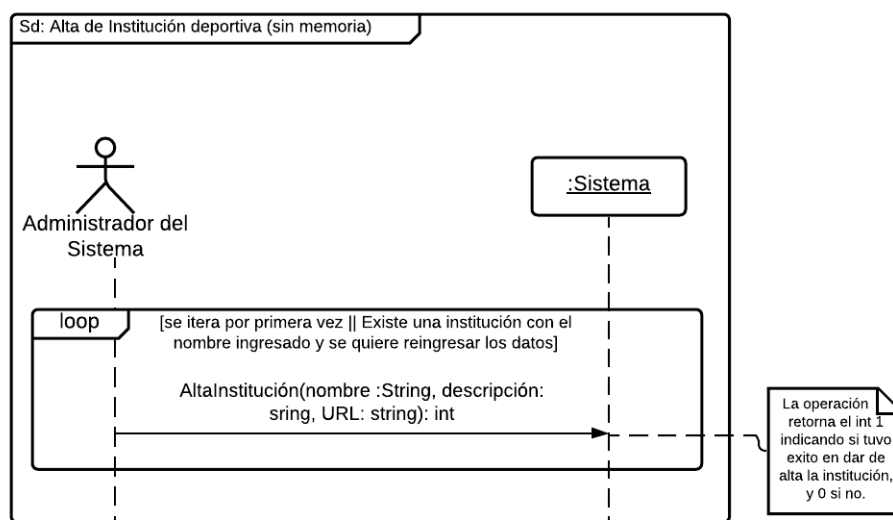 Sd: Alta de Institución deportiva (sin memoria)
:Sistema
Administrador del
Sistema
loop
[se itera por primera vez || Existe una institución con el
nombre ingresado y se quiere reingresar los datos]
AltaInstitución(nombre :String, descripción:
sring, URL: string): int
La operación
retorna el int 1
indicando si tuvo
exito en dar de
alta la institución,
y 0 si no.